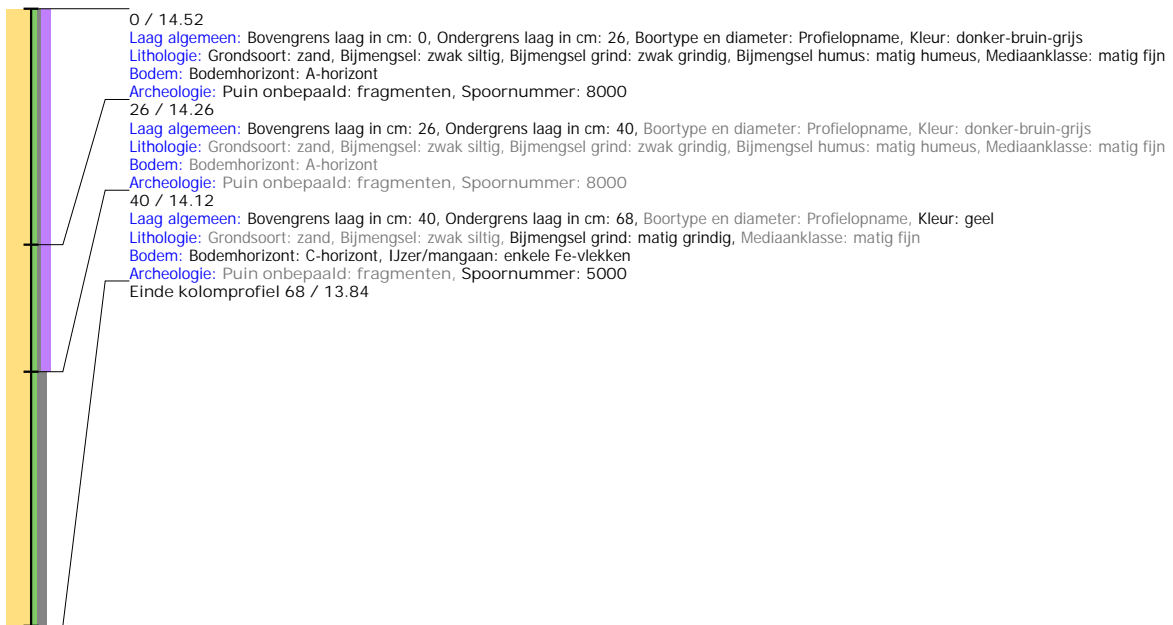 0 / 14.52
Laag algemeen: Bovengrens laag in cm: 0, Ondergrens laag in cm: 26, Boortype en diameter: Profielopname, Kleur: donker-bruin-grijs
Lithologie: Grondsoort: zand, Bijmengsel: zwak siltig, Bijmengsel grind: zwak grindig, Bijmengsel humus: matig humeus, Mediaanklasse: matig fijn
Bodem: Bodemhorizont: A-horizont
Archeologie: Puin onbepaald: fragmenten, Spoornummer: 8000
26 / 14.26
Laag algemeen: Bovengrens laag in cm: 26, Ondergrens laag in cm: 40, Boortype en diameter: Profielopname, Kleur: donker-bruin-grijs
Lithologie: Grondsoort: zand, Bijmengsel: zwak siltig, Bijmengsel grind: zwak grindig, Bijmengsel humus: matig humeus, Mediaanklasse: matig fijn
Bodem: Bodemhorizont: A-horizont
Archeologie: Puin onbepaald: fragmenten, Spoornummer: 8000
40 / 14.12
Laag algemeen: Bovengrens laag in cm: 40, Ondergrens laag in cm: 68, Boortype en diameter: Profielopname, Kleur: geel
Lithologie: Grondsoort: zand, Bijmengsel: zwak siltig, Bijmengsel grind: matig grindig, Mediaanklasse: matig fijn
Bodem: Bodemhorizont: C-horizont, IJzer/mangaan: enkele Fe-vlekken
Archeologie: Puin onbepaald: fragmenten, Spoornummer: 5000
Einde kolomprofiel 68 / 13.84